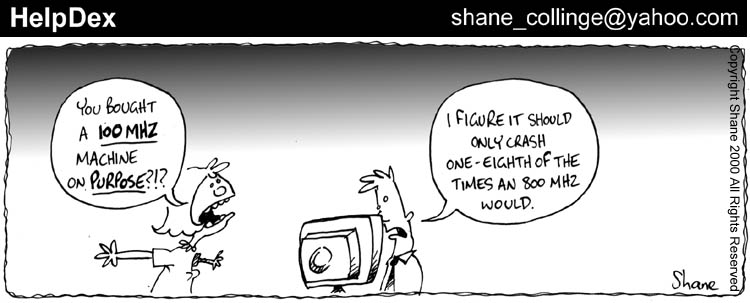 HelpDex
shane_collinge@yahoo.com
YOU BOUGHT
A 100 MHZ
MACHINE
ON PURPOSE?!?
I FIGURE IT SHOULD
ONLY CRASH
ONE-EIGHTH OF THE
TIMES AN 800 MHZ
WOULD.
Shane
Copyright Shane 2000 All Rights Reserved